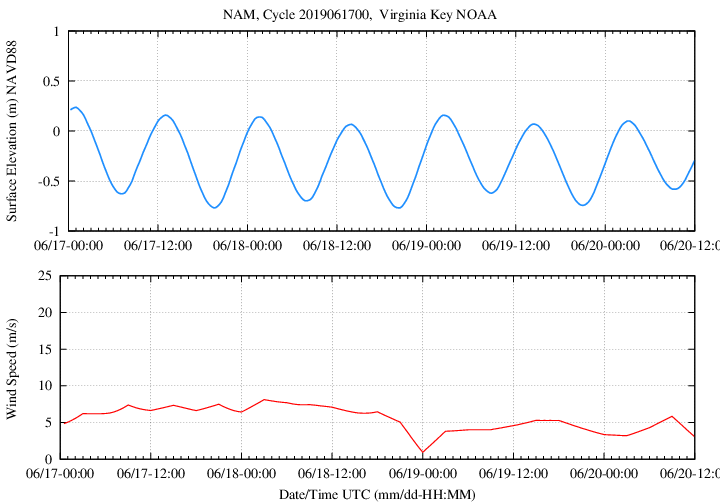 NAM, Cycle 2019061700,  Virginia Key NOAA
Surface Elevation (m) NAVD88
1
0.5
0
-0.5
-1
06/17-00:00 06/17-12:00 06/18-00:00 06/18-12:00 06/19-00:00 06/19-12:00 06/20-00:00 06/20-12:0
Wind Speed (m/s)
25
20
15
10
5
0
06/17-00:00 06/17-12:00 06/18-00:00 06/18-12:00 06/19-00:00 06/19-12:00 06/20-00:00 06/20-12:0
Date/Time UTC (mm/dd-HH:MM)